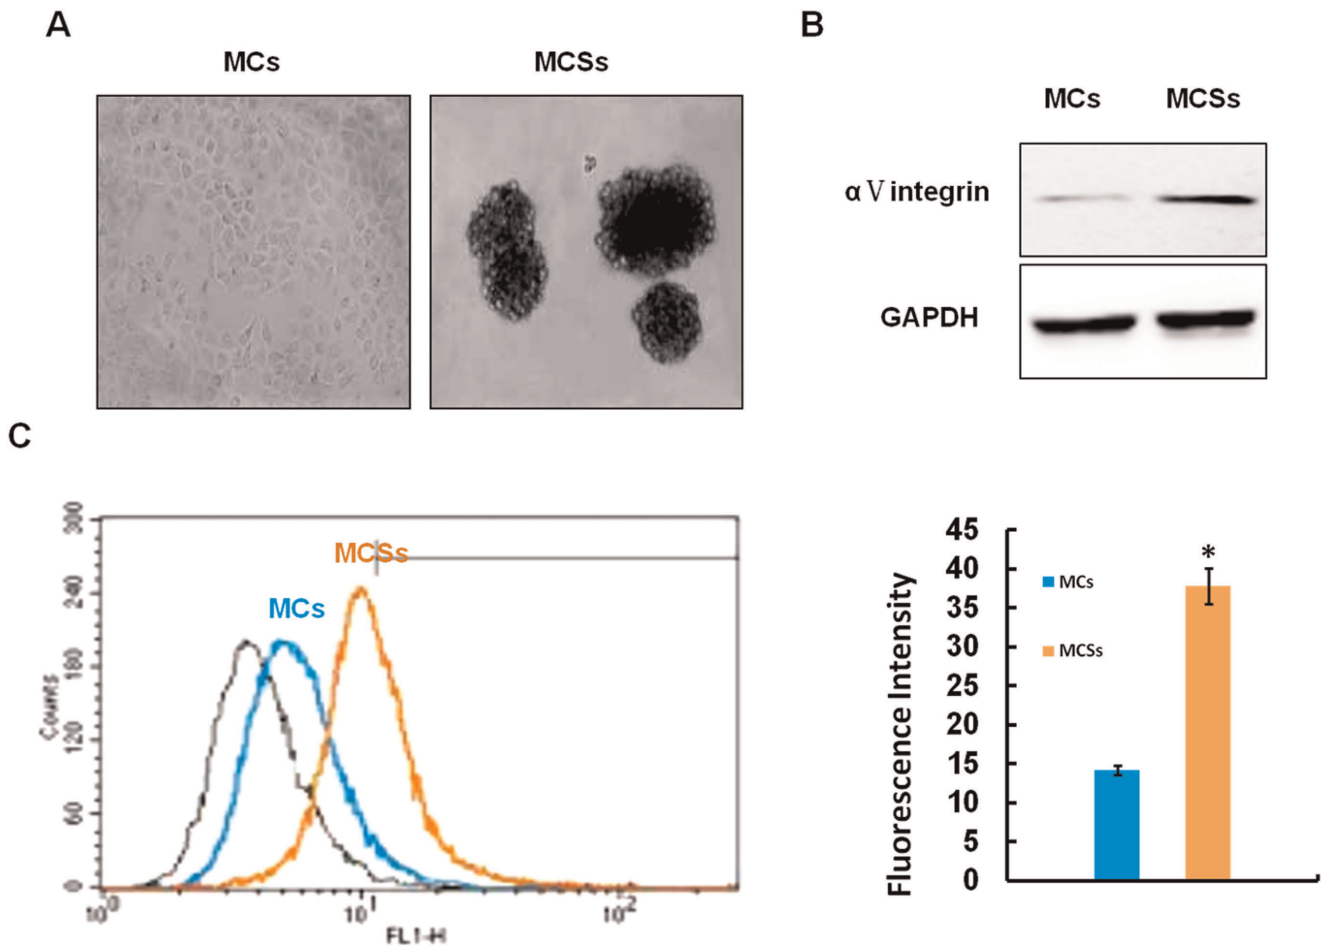 A
MCs
MCSs
B
MCs
MCSs
α V integrin
GAPDH
C
300
240
180
120
60
0
Counts
MCSs
MCs
10⁰
10¹
10²
FL1-H
45
40
35
30
25
20
15
10
5
0
Fluorescence Intensity
MCs
MCSs
*